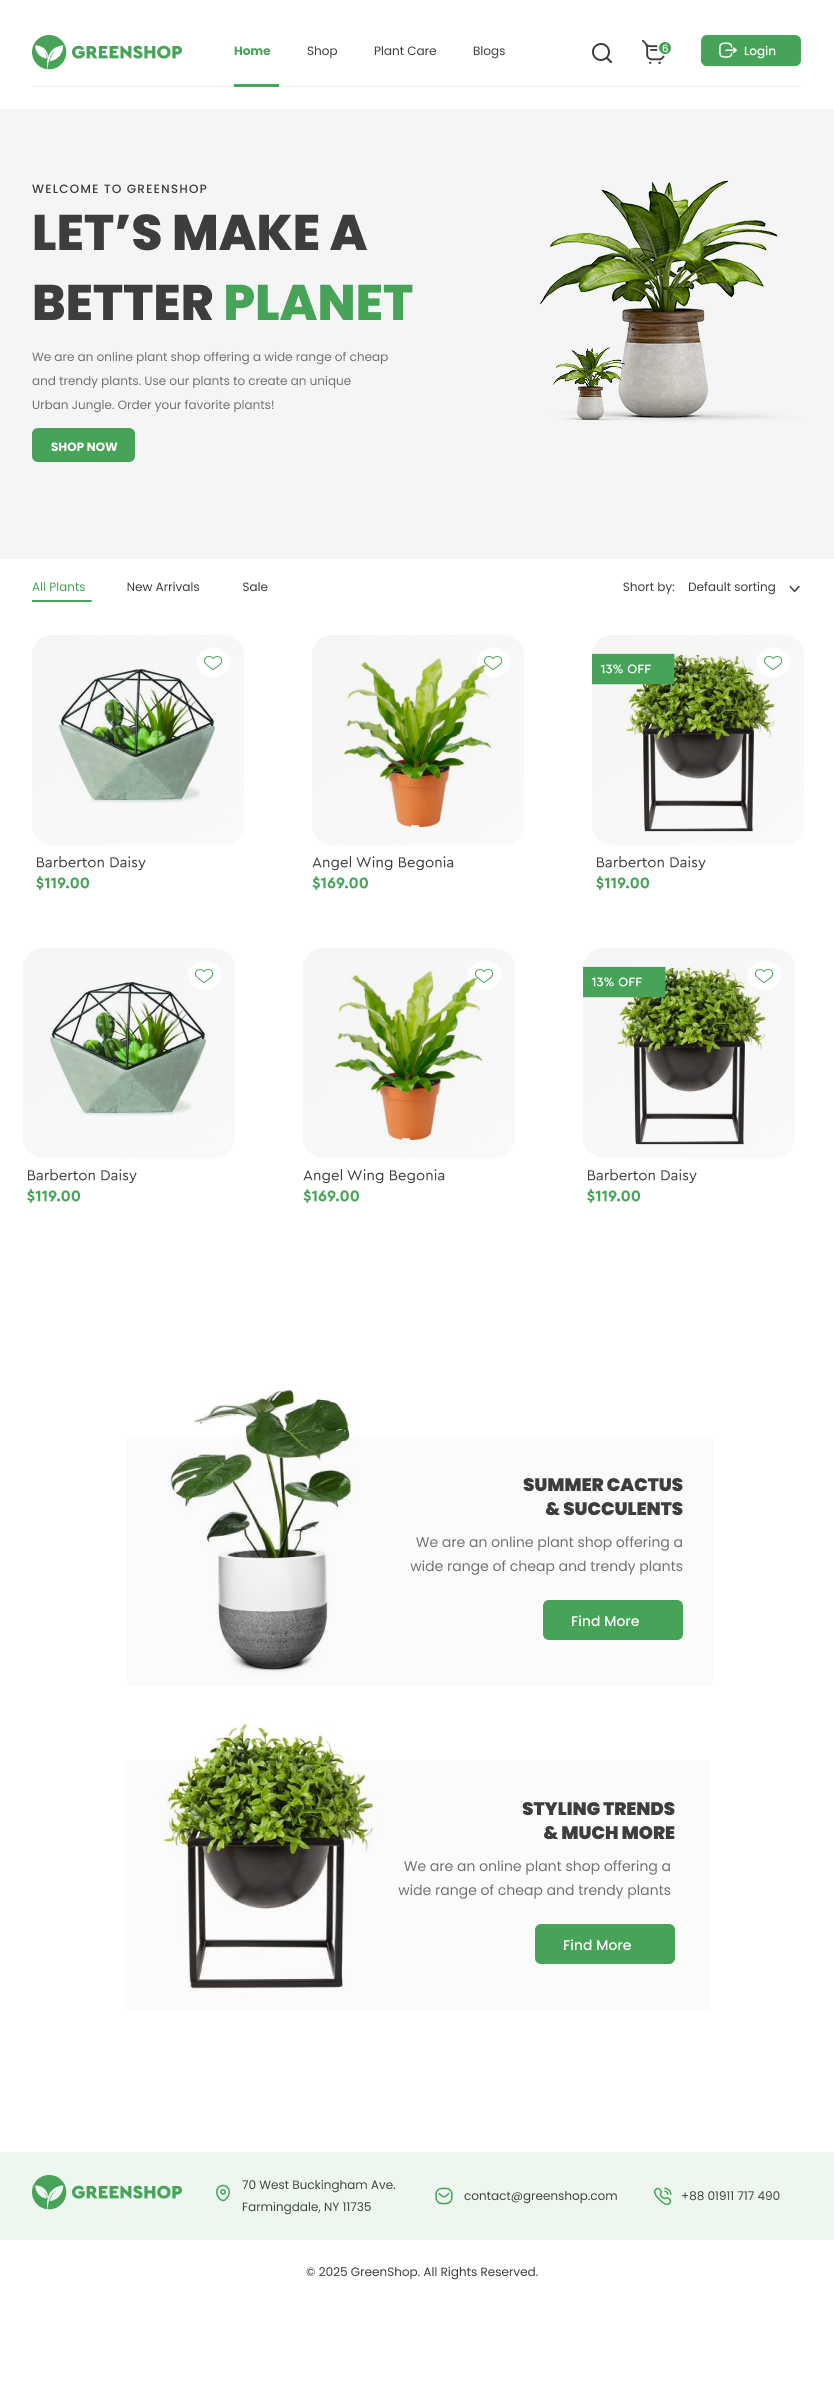 GREENSHOP
Home Shop Plant Care Blogs
6
Login
WELCOME TO GREENSHOP
LET’S MAKE A
BETTER PLANET
We are an online plant shop offering a wide range of cheap
and trendy plants. Use our plants to create an unique
Urban Jungle. Order your favorite plants!
SHOP NOW
All Plants New Arrivals Sale
Short by: Default sorting
13% OFF
Barberton Daisy
$119.00
Angel Wing Begonia
$169.00
Barberton Daisy
$119.00
13% OFF
Barberton Daisy
$119.00
Angel Wing Begonia
$169.00
Barberton Daisy
$119.00
SUMMER CACTUS
& SUCCULENTS
We are an online plant shop offering a
wide range of cheap and trendy plants
Find More
STYLING TRENDS
& MUCH MORE
We are an online plant shop offering a
wide range of cheap and trendy plants
Find More
GREENSHOP
70 West Buckingham Ave.
Farmingdale, NY 11735
contact@greenshop.com
+88 01911 717 490
© 2025 GreenShop. All Rights Reserved.